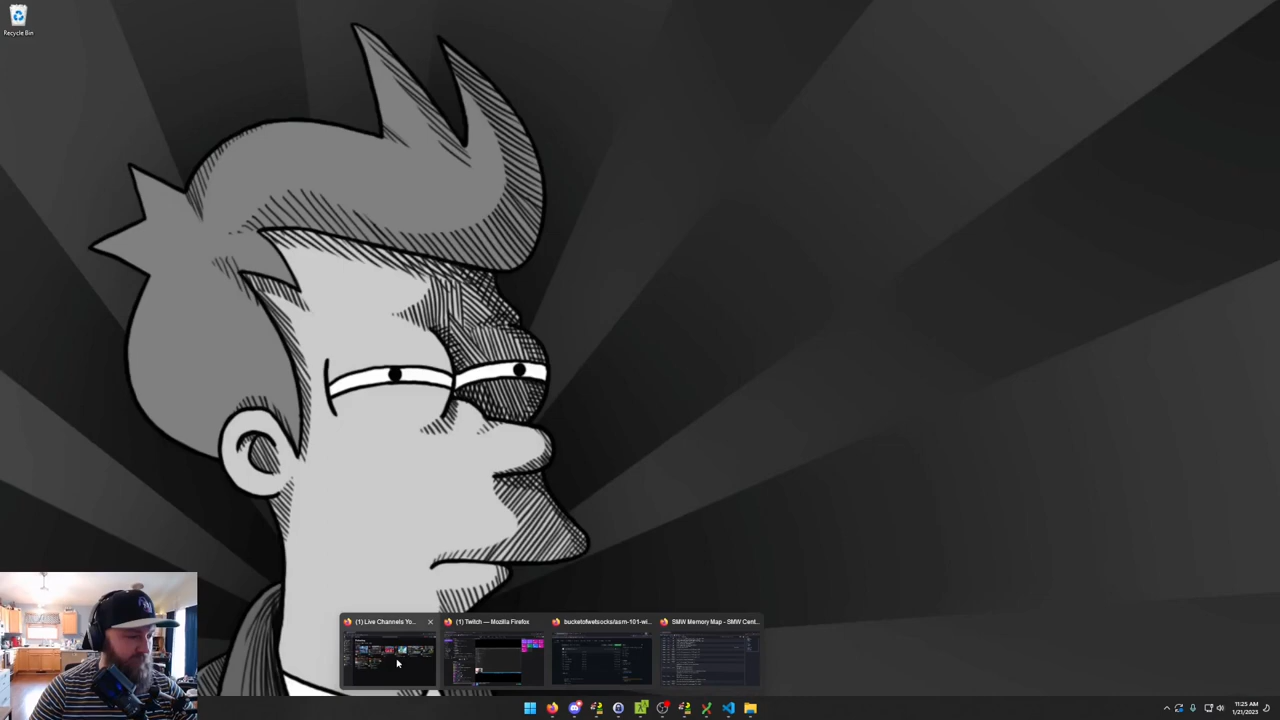 Recycle Bin
(1) Live Channels Yo...
(1) Twitch — Mozilla Firefox
bucketofwetsocks/asm-101-wi...
SMW Memory Map - SMW Cent...
11:25 AM
1/21/2023